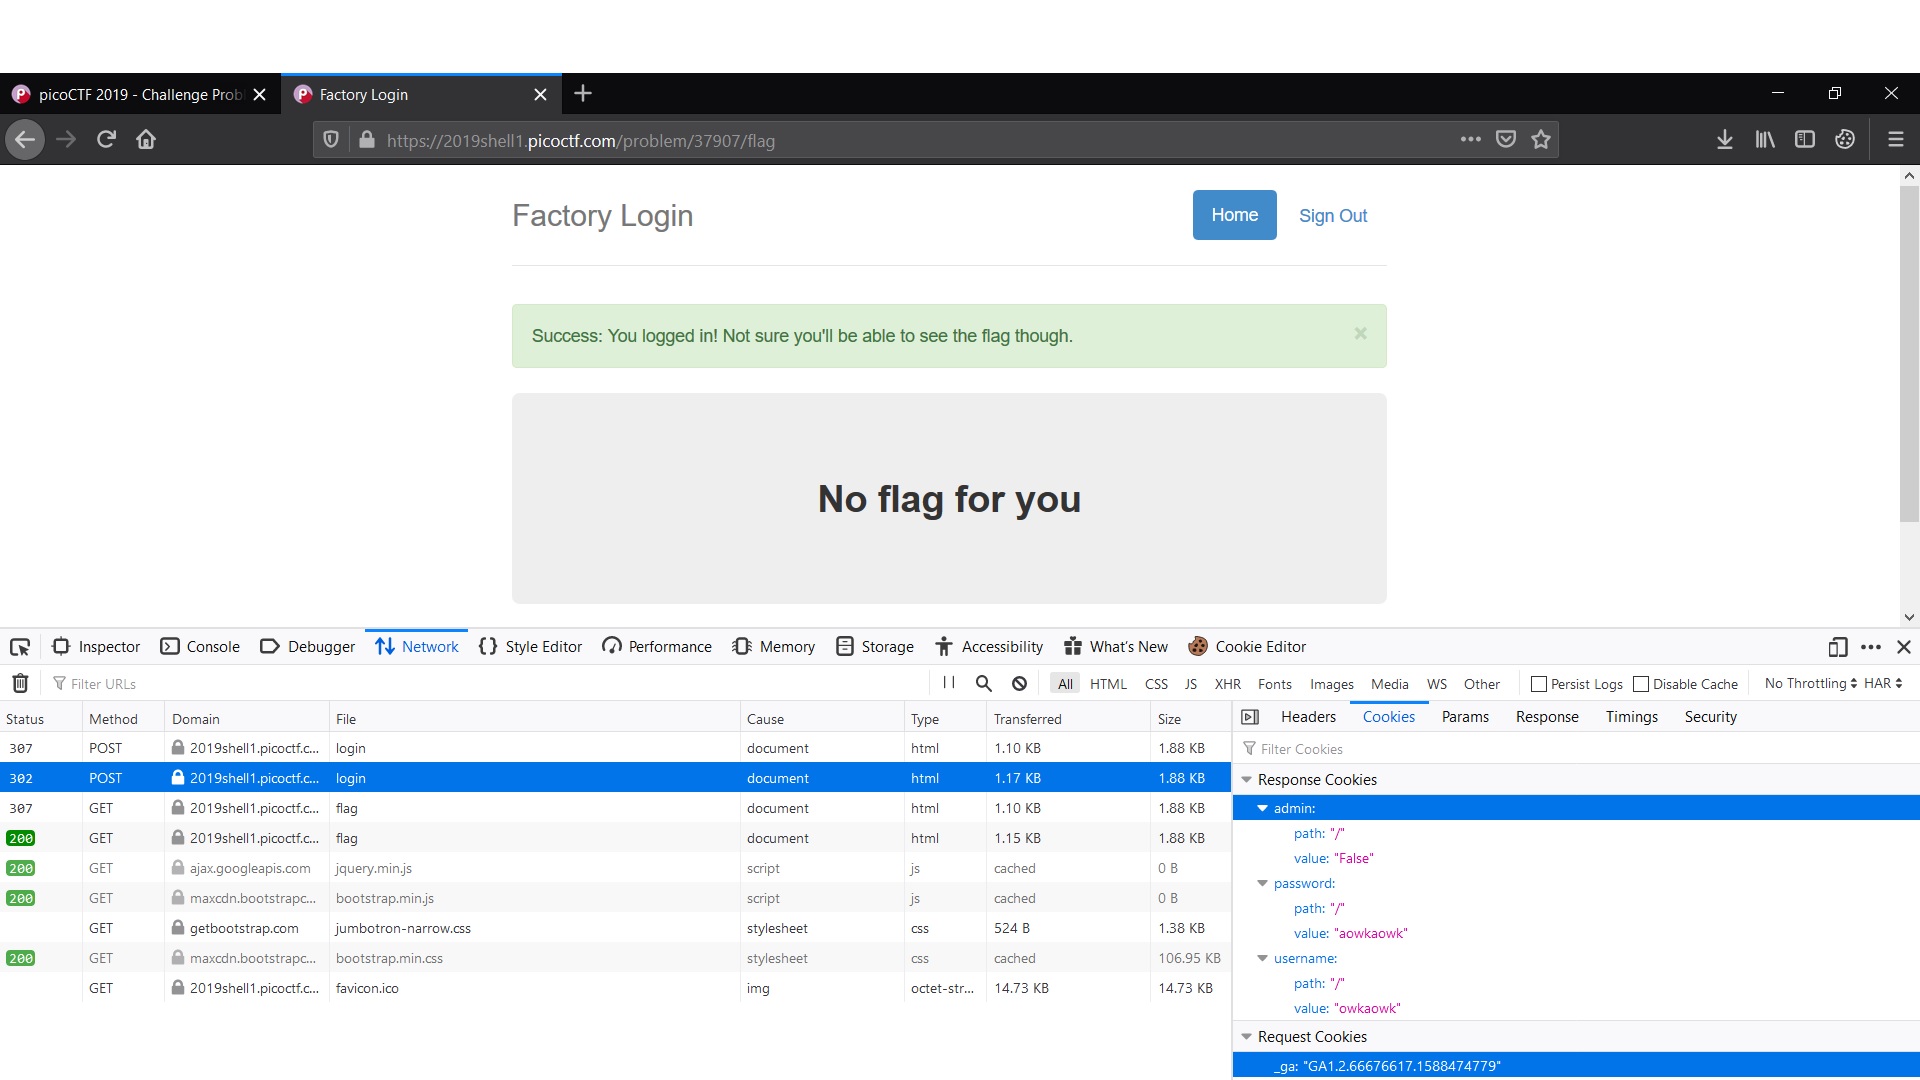 picoCTF 2019 - Challenge Prob
Factory Login
https://2019shell1.picoctf.com/problem/37907/flag
Factory Login
Home
Sign Out
Success: You logged in! Not sure you'll be able to see the flag though.
×
No flag for you
Inspector Console Debugger Network Style Editor Performance Memory Storage Accessibility What's New Cookie Editor
Filter URLs
All HTML CSS JS XHR Fonts Images Media WS Other Persist Logs Disable Cache No Throttling HAR
Status Method Domain File Cause Type Transferred Size
307 POST 2019shell1.picoctf.c... login document html 1.10 KB 1.88 KB
302 POST 2019shell1.picoctf.c... login document html 1.17 KB 1.88 KB
307 GET 2019shell1.picoctf.c... flag document html 1.10 KB 1.88 KB
200 GET 2019shell1.picoctf.c... flag document html 1.15 KB 1.88 KB
200 GET ajax.googleapis.com jquery.min.js script js cached 0 B
200 GET maxcdn.bootstrapc... bootstrap.min.js script js cached 0 B
GET getbootstrap.com jumbotron-narrow.css stylesheet css 524 B 1.38 KB
200 GET maxcdn.bootstrapc... bootstrap.min.css stylesheet css cached 106.95 KB
GET 2019shell1.picoctf.c... favicon.ico img octet-str... 14.73 KB 14.73 KB
Headers Cookies Params Response Timings Security
Filter Cookies
Response Cookies
admin:
path: "/"
value: "False"
password:
path: "/"
value: "aowkaowk"
username:
path: "/"
value: "owkaowk"
Request Cookies
_ga: "GA1.2.66676617.1588474779"